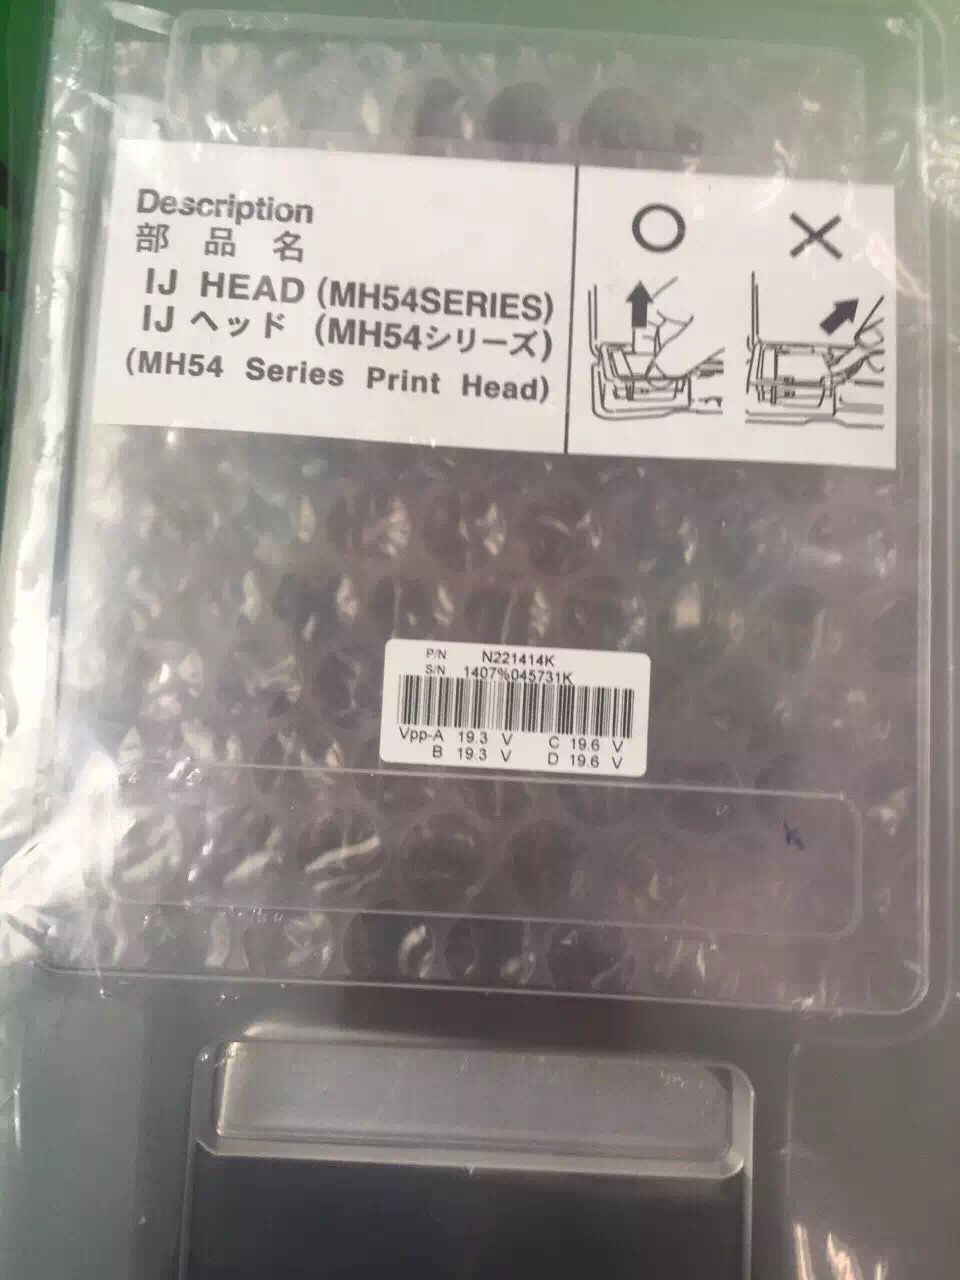 Description
部品名
IJ HEAD (MH54SERIES)
IJ ヘッド (MH54シリーズ)
(MH54 Series Print Head)
P/N N221414K
S/N 1407%045731K
Vpp-A 19.3 V C 19.6 V
B 19.3 V D 19.6 V